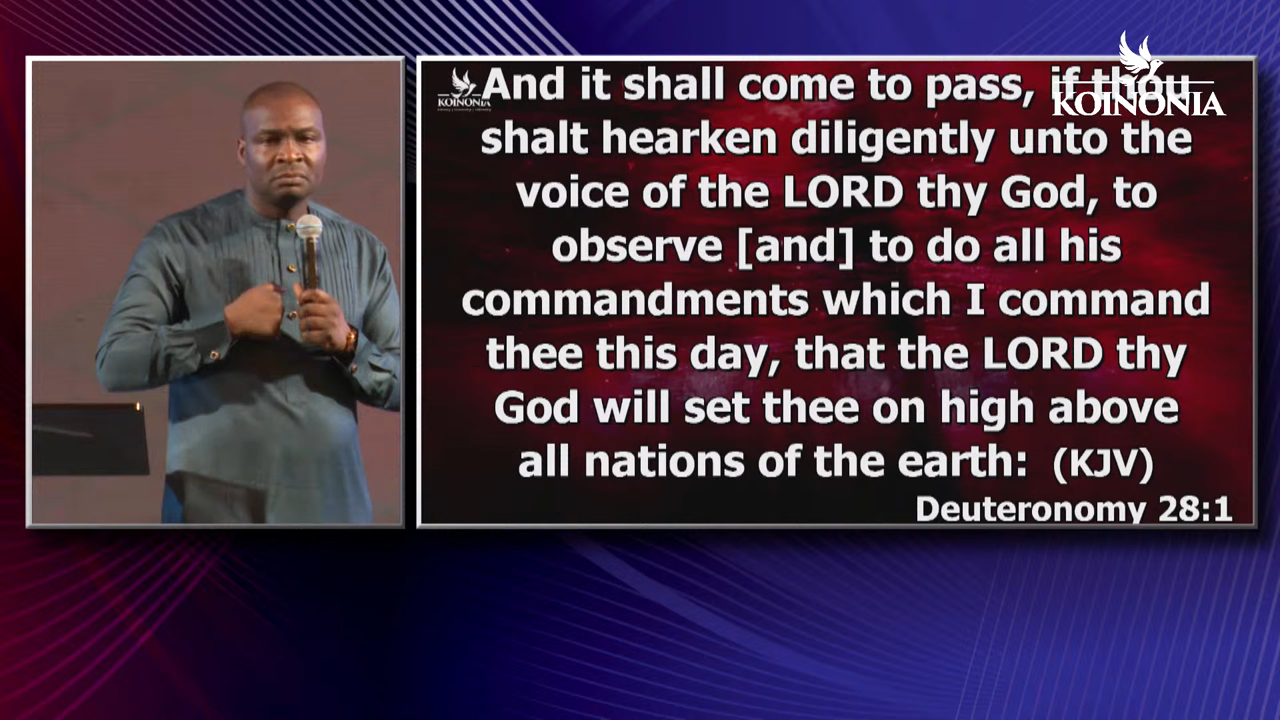 KOINONIA
KOINONIA
And it shall come to pass, if thou
shalt hearken diligently unto the
voice of the LORD thy God, to
observe [and] to do all his
commandments which I command
thee this day, that the LORD thy
God will set thee on high above
all nations of the earth: (KJV)
Deuteronomy 28:1